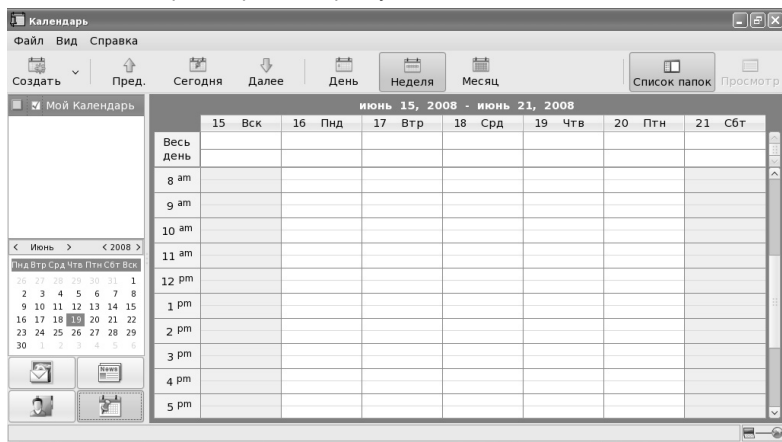 Календарь
Файл Вид Справка
Создать Пред. Сегодня Далее День Неделя Месяц Список папок Просмотр
Мой Календарь
июнь 15, 2008 - июнь 21, 2008
15 Вск 16 Пнд 17 Втр 18 Срд 19 Чтв 20 Птн 21 Сбт
Весь
день
8 am
9 am
10 am
11 am
12 pm
1 pm
2 pm
3 pm
4 pm
5 pm
< Июнь > < 2008 >
Пнд Втр Срд Чтв Птн Сбт Вск
26 27 28 29 30 31 1
2 3 4 5 6 7 8
9 10 11 12 13 14 15
16 17 18 19 20 21 22
23 24 25 26 27 28 29
30 1 2 3 4 5 6
News